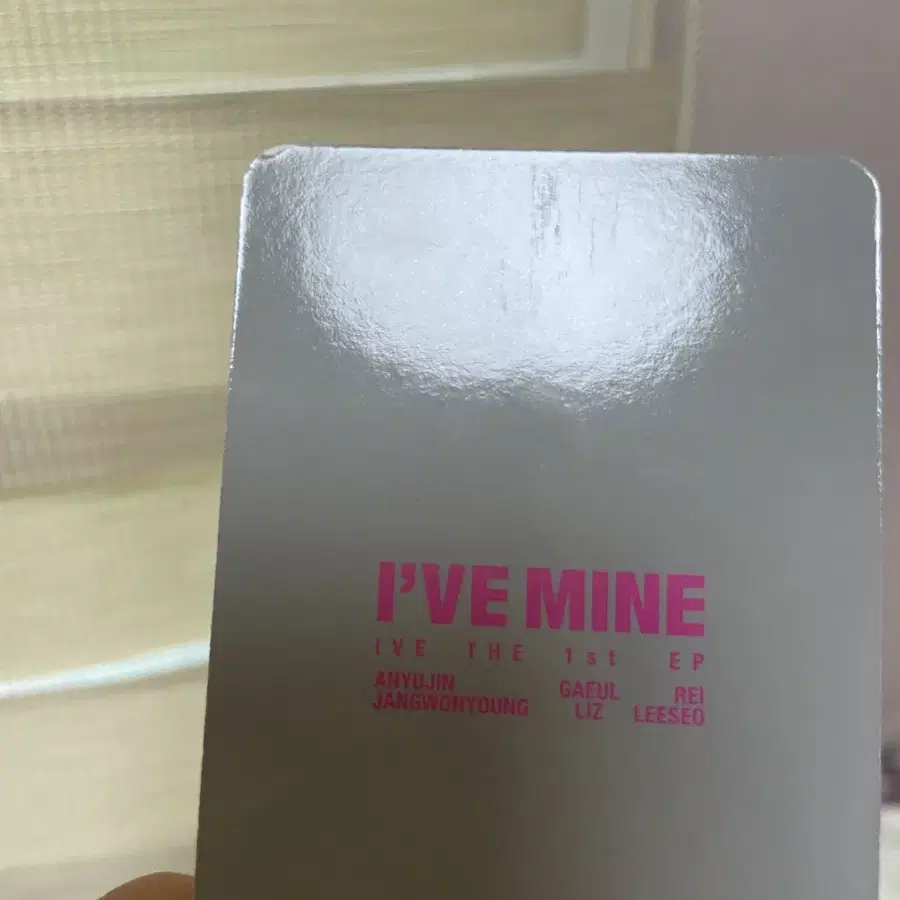 I'VE MINE
IVE THE 1st EP
ANYUJIN GAEUL REI
JANGWONYOUNG LIZ LEESEO